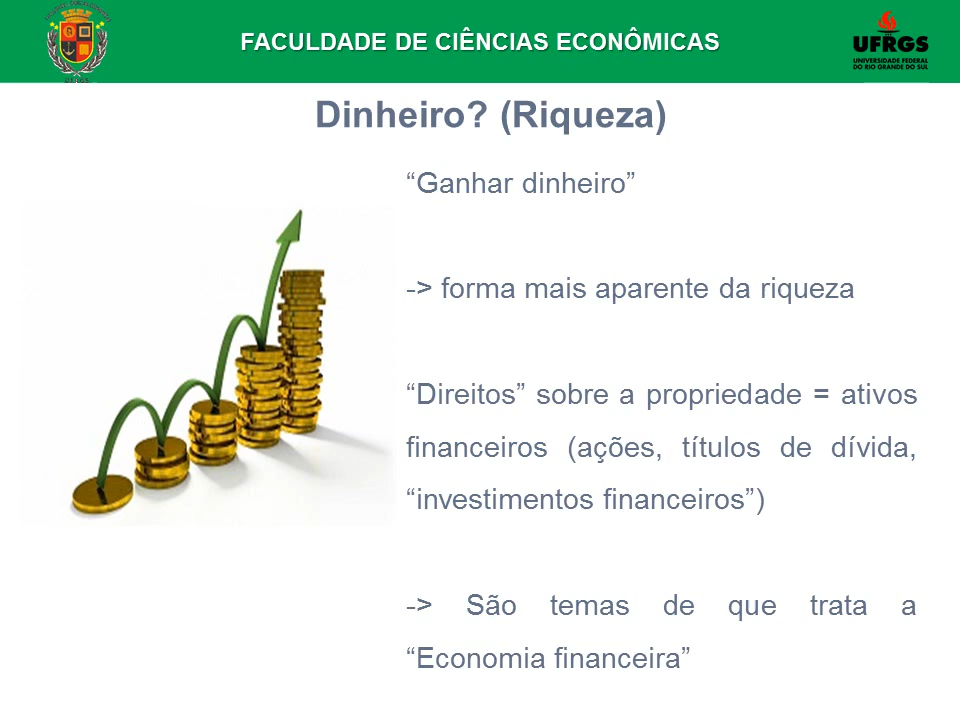 FACULDADE DE CIÊNCIAS ECONÔMICAS
UFRGS
UNIVERSIDADE FEDERAL
DO RIO GRANDE DO SUL
Dinheiro? (Riqueza)
“Ganhar dinheiro”
-> forma mais aparente da riqueza
“Direitos” sobre a propriedade = ativos
financeiros (ações, títulos de dívida,
“investimentos financeiros”)
-> São temas de que trata a
“Economia financeira”